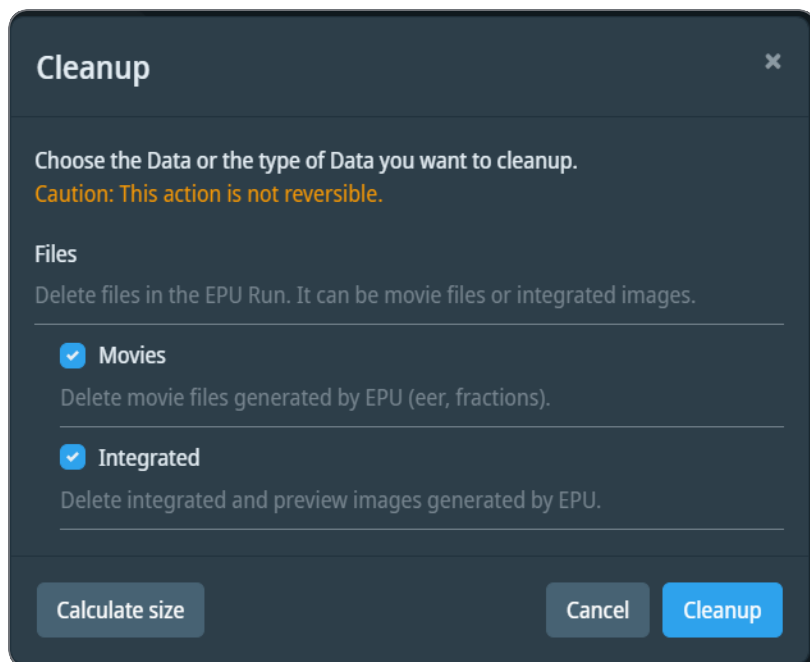 Cleanup
Choose the Data or the type of Data you want to cleanup.
Caution: This action is not reversible.
Files
Delete files in the EPU Run. It can be movie files or integrated images.
Movies
Delete movie files generated by EPU (eer, fractions).
Integrated
Delete integrated and preview images generated by EPU.
Calculate size
Cancel
Cleanup